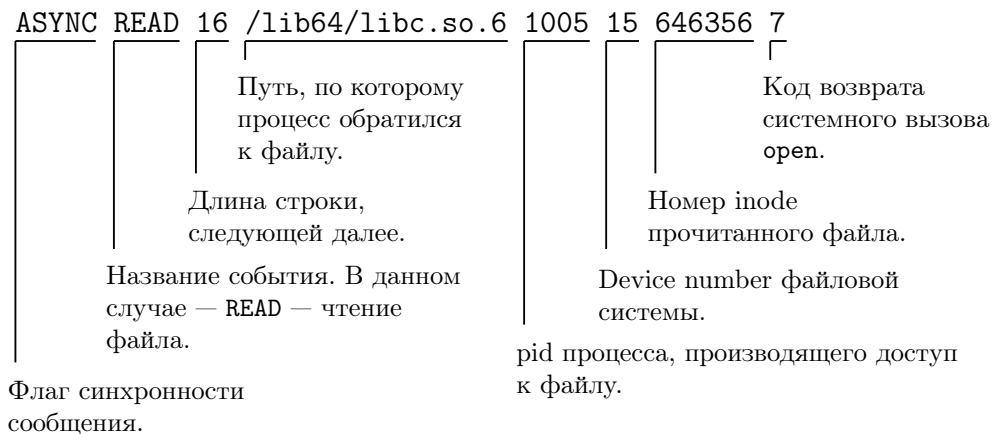 ASYNC READ 16 /lib64/libc.so.6 1005 15 646356 7
Путь, по которому
процесс обратился
к файлу.
Код возврата
системного вызова
open.
Длина строки,
следующей далее.
Номер inode
прочитанного файла.
Название события. В данном
случае — READ — чтение
файла.
Device number файловой
системы.
pid процесса, производящего доступ
к файлу.
Флаг синхронности
сообщения.